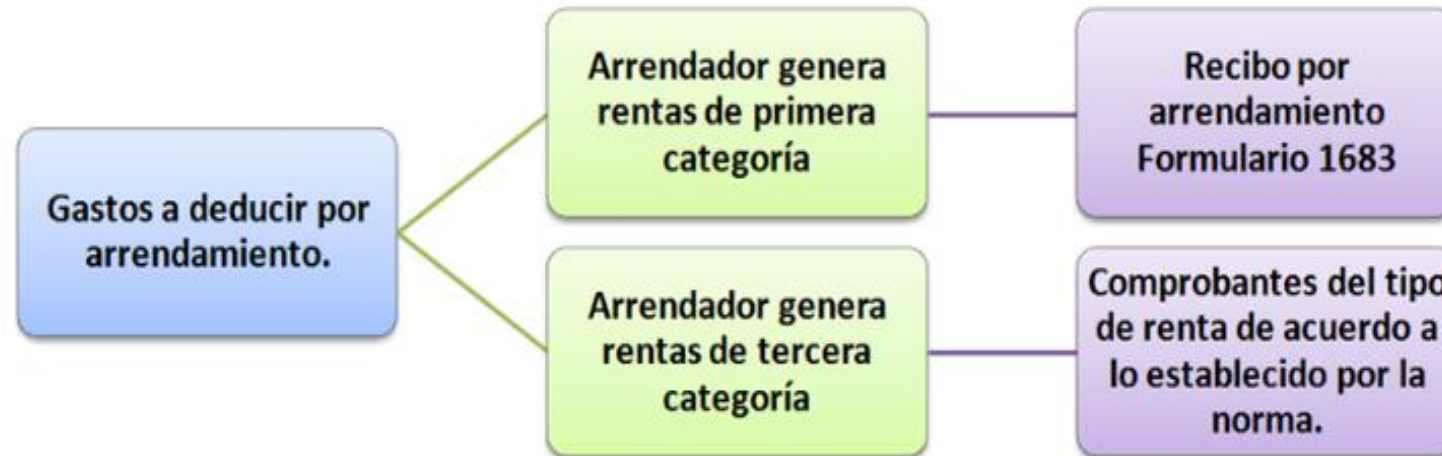 Gastos a deducir por
arrendamiento.
Arrendador genera
rentas de primera
categoría
Recibo por
arrendamiento
Formulario 1683
Arrendador genera
rentas de tercera
categoría
Comprobantes del tipo
de renta de acuerdo a
lo establecido por la
norma.